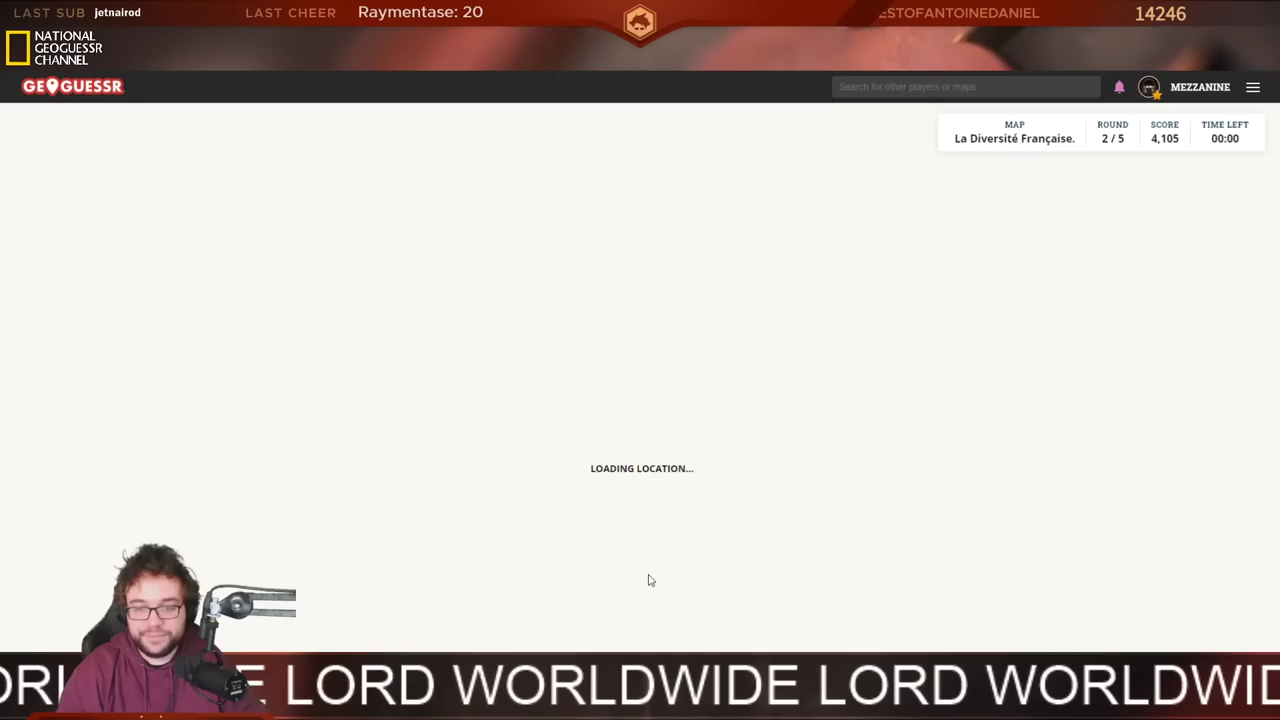 LAST SUB jetnairod LAST CHEER Raymentase: 20 ESTOFANTOINEDANIEL 14246
NATIONAL
GEOGUESSR
CHANNEL
GEOGUESSR
Search for other players or maps
MEZZANINE
MAP ROUND SCORE TIME LEFT
La Diversité Française. 2 / 5 4,105 00:00
LOADING LOCATION...
LORD WORLDWIDE LORD WORLDWID